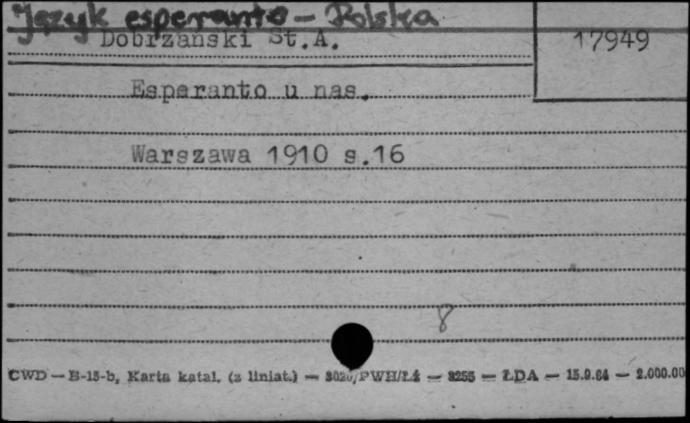 Język esperanto - Polska
Dobrzański St.A.
17949
Esperanto u nas.
Warszawa 1910 s.16
8
CWD — B-15-b, Karta katal. (z liniat.) — PWH/Łż — 8255 — ŁDA — 15.9.64 — 2.000.00